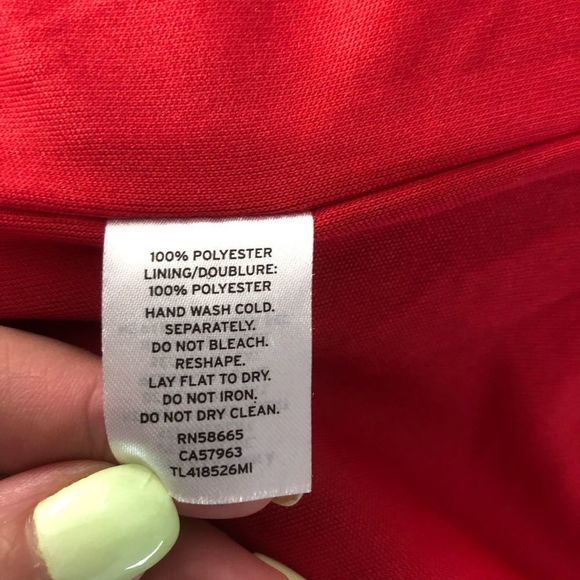 100% POLYESTER
LINING/DOUBLURE:
100% POLYESTER
HAND WASH COLD.
SEPARATELY.
DO NOT BLEACH.
RESHAPE.
LAY FLAT TO DRY.
DO NOT IRON.
DO NOT DRY CLEAN.
RN58665
CA57963
TL418526MI